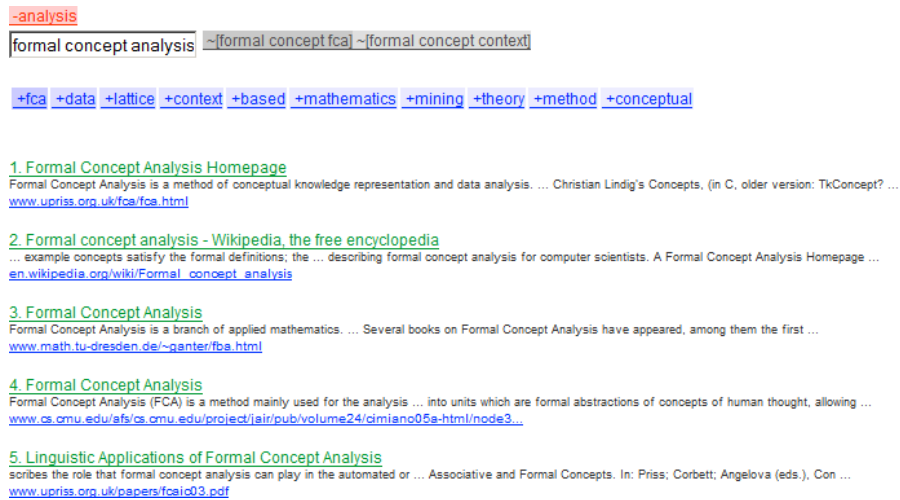 -analysis
formal concept analysis ~[formal concept fca] ~[formal concept context]
+fca +data +lattice +context +based +mathematics +mining +theory +method +conceptual
1. Formal Concept Analysis Homepage
Formal Concept Analysis is a method of conceptual knowledge representation and data analysis. ... Christian Lindig's Concepts, (in C, older version: TkConcept? ...
www.upriss.org.uk/fca/fca.html
2. Formal concept analysis - Wikipedia, the free encyclopedia
... example concepts satisfy the formal definitions; the ... describing formal concept analysis for computer scientists. A Formal Concept Analysis Homepage ...
en.wikipedia.org/wiki/Formal_concept_analysis
3. Formal Concept Analysis
Formal Concept Analysis is a branch of applied mathematics. ... Several books on Formal Concept Analysis have appeared, among them the first ...
www.math.tu-dresden.de/~ganter/fba.html
4. Formal Concept Analysis
Formal Concept Analysis (FCA) is a method mainly used for the analysis ... into units which are formal abstractions of concepts of human thought, allowing ...
www.cs.cmu.edu/afs/cs.cmu.edu/project/jair/pub/volume24/cimiano05a-html/node3...
5. Linguistic Applications of Formal Concept Analysis
scribes the role that formal concept analysis can play in the automated or ... Associative and Formal Concepts. In: Priss; Corbett; Angelova (eds.), Con ...
www.upriss.org.uk/papers/fcaic03.pdf